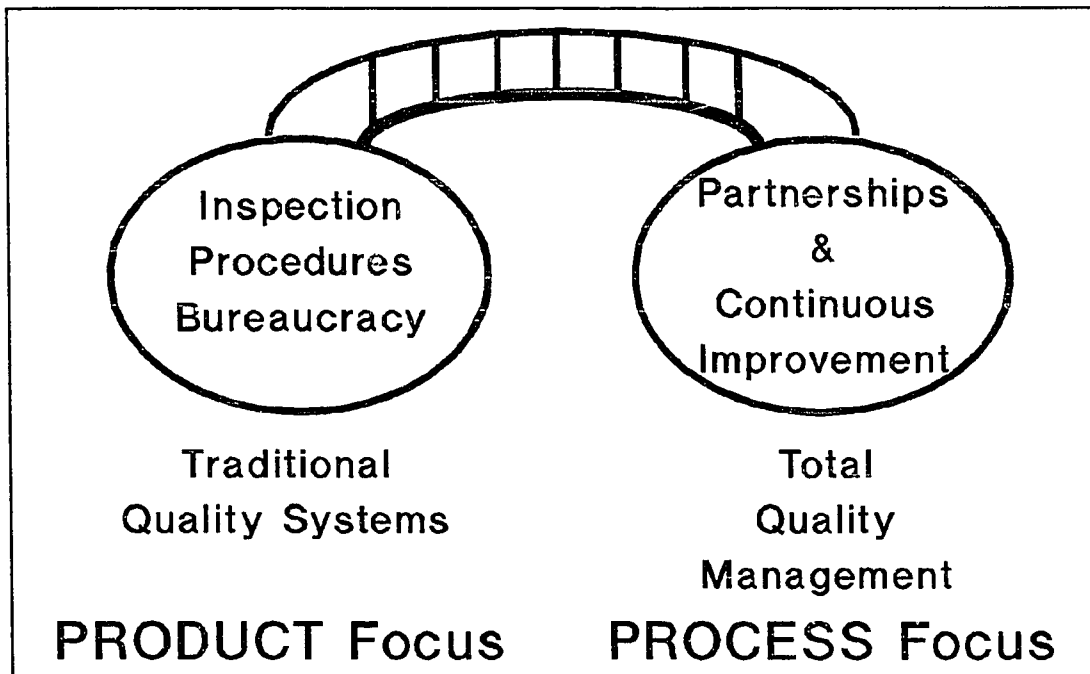 Inspection
Procedures
Bureaucracy
Partnerships
&
Continuous
Improvement
Traditional
Quality Systems
Total
Quality
Management
PRODUCT Focus
PROCESS Focus